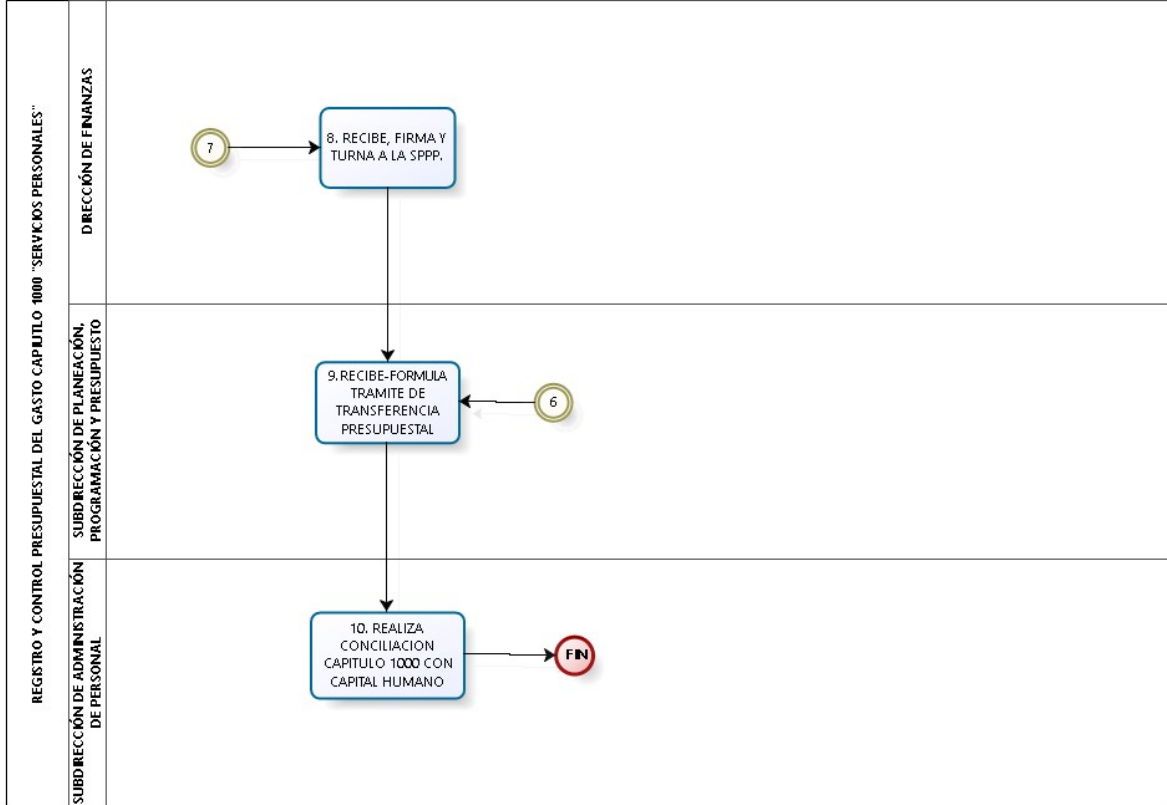 REGISTRO Y CONTROL PRESUPUESTAL DEL GASTO CAPIUTLO 1000 "SERVICIOS PERSONALES"
DIRECCIÓN DE FINANZAS
7
8. RECIBE, FIRMA Y
TURNA A LA SPPP.
SUBDIRECCIÓN DE PLANEACIÓN,
PROGRAMACIÓN Y PRESUPUESTO
9. RECIBE-FORMULA
TRAMITE DE
TRANSFERENCIA
PRESUPUESTAL
6
SUBDIRECCIÓN DE ADMINISTRACIÓN
DE PERSONAL
10. REALIZA
CONCILIACION
CAPITULO 1000 CON
CAPITAL HUMANO
FIN